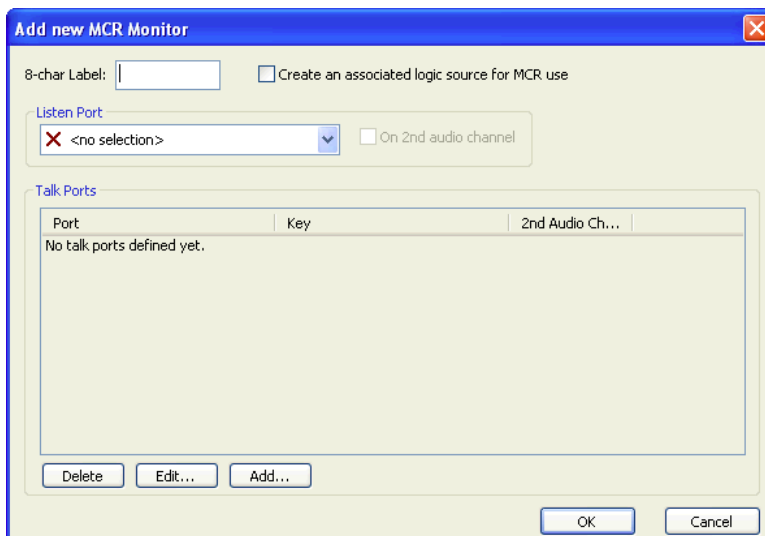 Add new MCR Monitor
8-char Label: Create an associated logic source for MCR use
Listen Port
<no selection> On 2nd audio channel
Talk Ports
Port Key 2nd Audio Ch...
No talk ports defined yet.
Delete Edit... Add...
OK Cancel